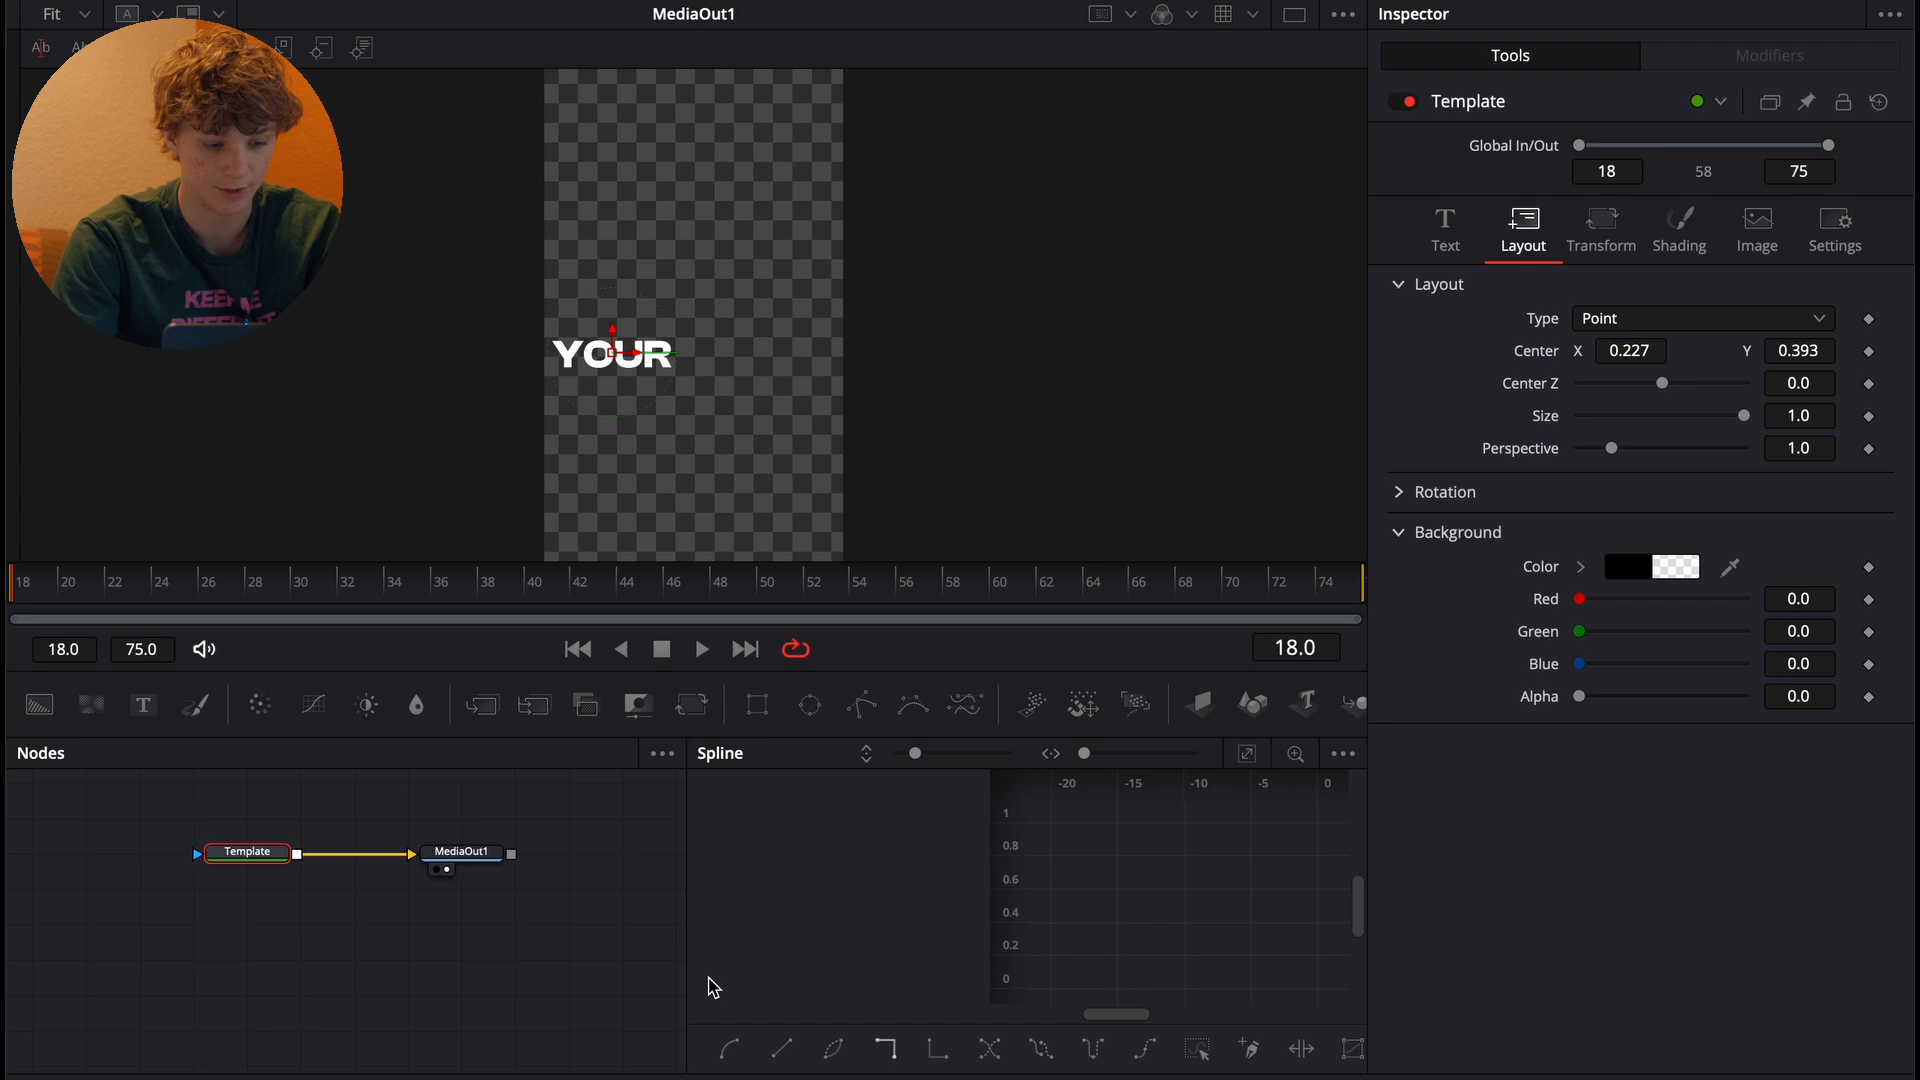 Fit
A
MediaOut1
Inspector
Ab
Tools
Modifiers
Template
Global In/Out
18
58
75
Text
Layout
Transform
Shading
Image
Settings
Layout
Type
Point
Center
X
0.227
Y
0.393
Center Z
0.0
Size
1.0
Perspective
1.0
Rotation
Background
Color
Red
0.0
Green
0.0
Blue
0.0
Alpha
0.0
YOUR
18 20 22 24 26 28 30 32 34 36 38 40 42 44 46 48 50 52 54 56 58 60 62 64 66 68 70 72 74
18.0
75.0
18.0
Nodes
Spline
Template
MediaOut1
-20 -15 -10 -5 0
1
0.8
0.6
0.4
0.2
0